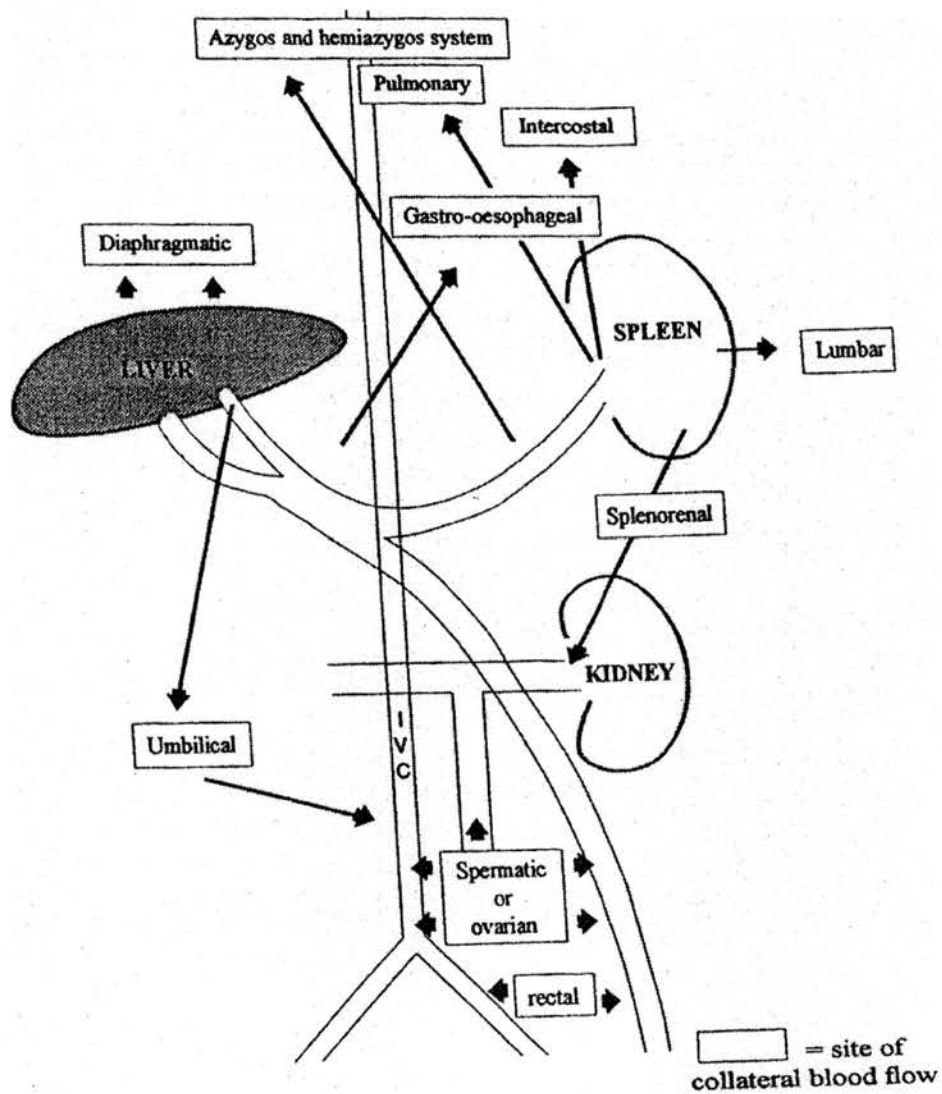 Azygos and hemiazygos system
Pulmonary
Intercostal
Gastro-oesophageal
Diaphragmatic
SPLEEN
LIVER
Lumbar
Splenorenal
KIDNEY
Umbilical
IVC
Spermatic
or
ovarian
rectal
= site of
collateral blood flow